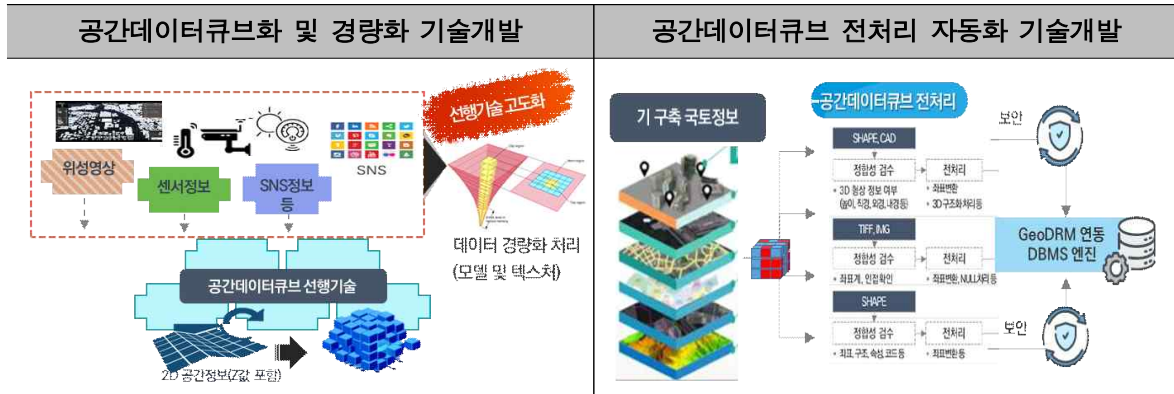 공간데이터큐브화 및 경량화 기술개발
공간데이터큐브 전처리 자동화 기술개발
선행기술 고도화
위성영상
센서정보
SNS정보
등
SNS
데이터 경량화 처리
(모델 및 텍스처)
공간데이터큐브 선행기술
2D 공간정보(Z값 포함)
기 구축 국토정보
공간데이터큐브 전처리
SHAPE, CAD
정합성 검수
전처리
• 3D 형상 정보 여부
(높이, 직경, 외경, 내경 등)
• 좌표변환
• 3D 구조화 처리 등
TIFF, IMG
정합성 검수
전처리
• 좌표계, 인접 확인
• 좌표변환, NULL처리 등
SHAPE
정합성 검수
전처리
• 좌표, 구조, 속성, 코드 등
• 좌표변환 등
보안
GeoDRM 연동
DBMS 엔진
보안